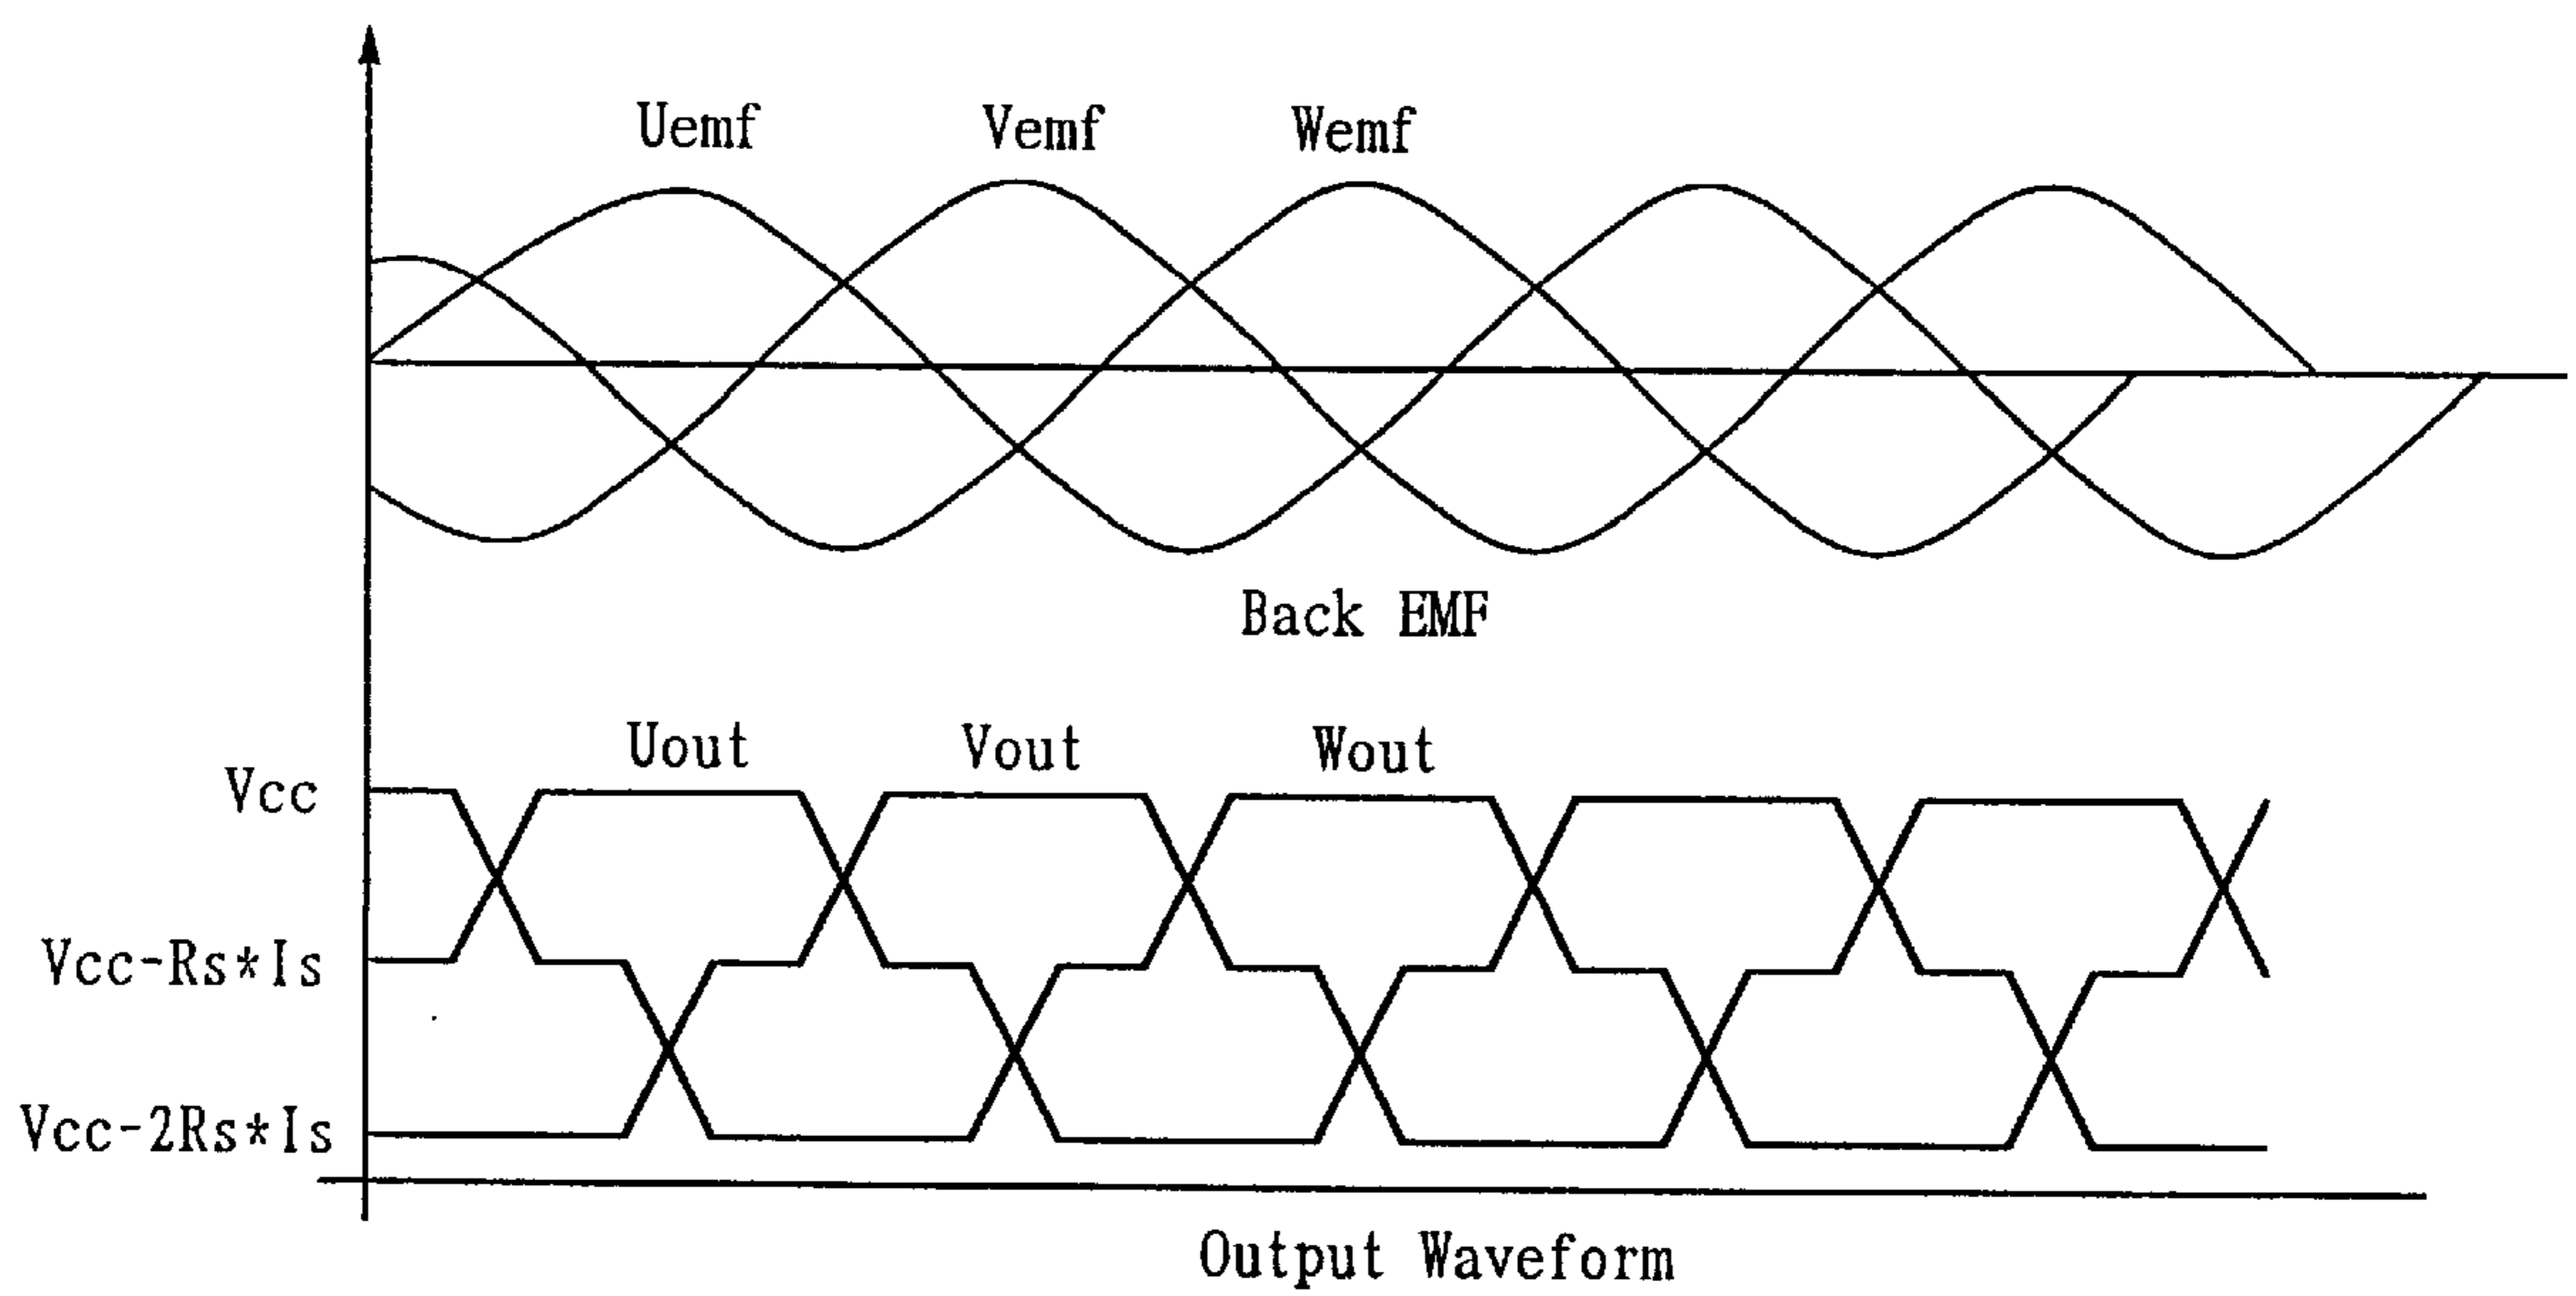 Uemf Vemf Wemf
Back EMF
Uout Vout Wout
Vcc
Vcc-Rs*Is
Vcc-2Rs*Is
Output Waveform